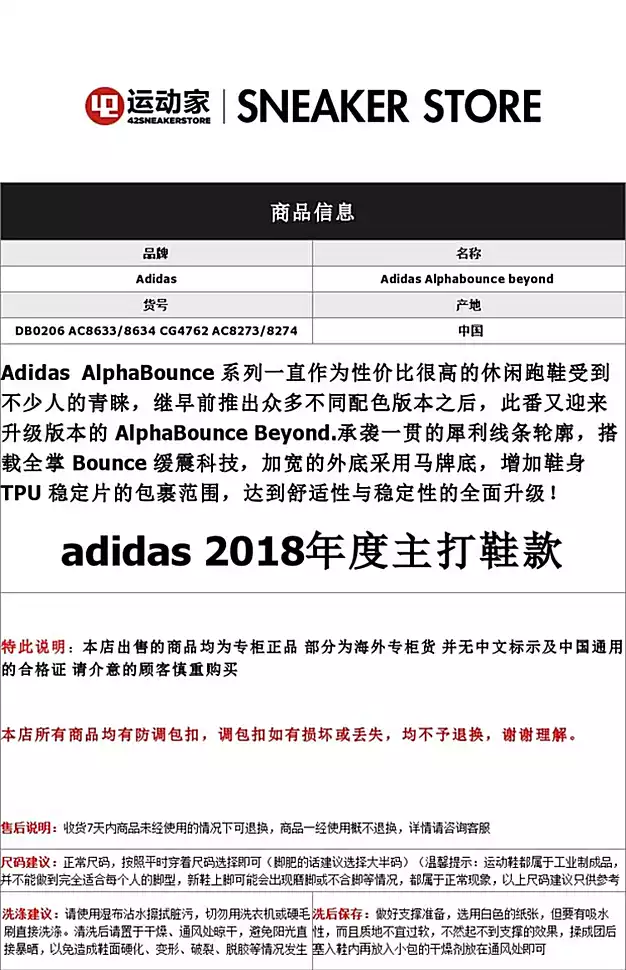 42 运动家 42SNEAKERSTORE | SNEAKER STORE
商品信息
品牌 名称
Adidas Adidas Alphabounce beyond
货号 产地
DB0206 AC8633/8634 CG4762 AC8273/8274 中国
Adidas AlphaBounce 系列一直作为性价比很高的休闲跑鞋受到
不少人的青睐，继早前推出众多不同配色版本之后，此番又迎来
升级版本的 AlphaBounce Beyond.承袭一贯的犀利线条轮廓，搭
载全掌 Bounce 缓震科技，加宽的外底采用马牌底，增加鞋身
TPU 稳定片的包裹范围，达到舒适性与稳定性的全面升级！
adidas 2018年度主打鞋款
特此说明：本店出售的商品均为专柜正品 部分为海外专柜货 并无中文标示及中国通用
的合格证 请介意的顾客慎重购买
本店所有商品均有防调包扣，调包扣如有损坏或丢失，均不予退换，谢谢理解。
售后说明：收货7天内商品未经使用的情况下可退换，商品一经使用概不退换，详情请咨询客服
尺码建议：正常尺码，按照平时穿着尺码选择即可（脚肥的话建议选择大半码）（温馨提示：运动鞋都属于工业制成品，
并不能做到完全适合每个人的脚型，新鞋上脚可能会出现磨脚或不合脚等情况，都属于正常现象，以上尺码建议只供参考
洗涤建议：请使用湿布沾水擦拭脏污，切勿用洗衣机或硬毛
刷直接洗涤。清洗后请置于干燥、通风处晾干，避免阳光直
接暴晒，以免造成鞋面硬化、变形、破裂、脱胶等情况发生
洗后保存：做好支撑准备，选用白色的纸张，但要有吸水
性，而且质地不宜过软，不然起不到支撑的效果，揉成团后
塞入鞋内再放入小包的干燥剂放在通风处即可